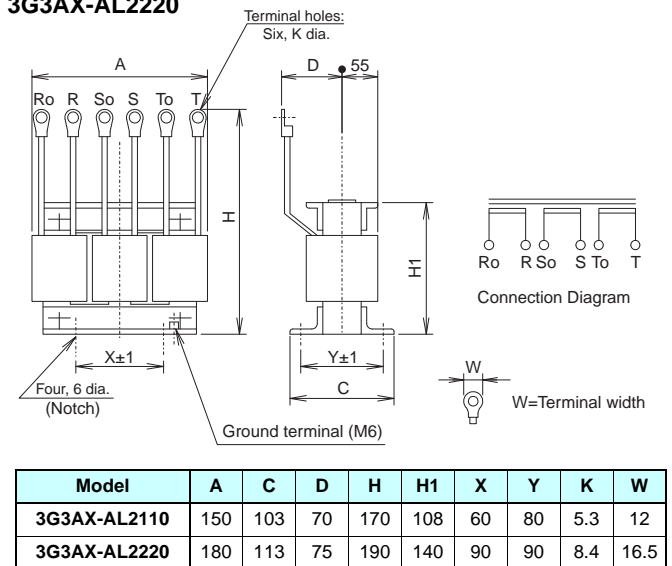 3G3AX-AL2220
Terminal holes:
Six, K dia.
A
D
55
Ro R So S To T
H
H1
Ro R So S To T
Connection Diagram
X±1
Y±1
W
C
W=Terminal width
Four, 6 dia.
(Notch)
Ground terminal (M6)
Model A C D H H1 X Y K W
3G3AX-AL2110 150 103 70 170 108 60 80 5.3 12
3G3AX-AL2220 180 113 75 190 140 90 90 8.4 16.5